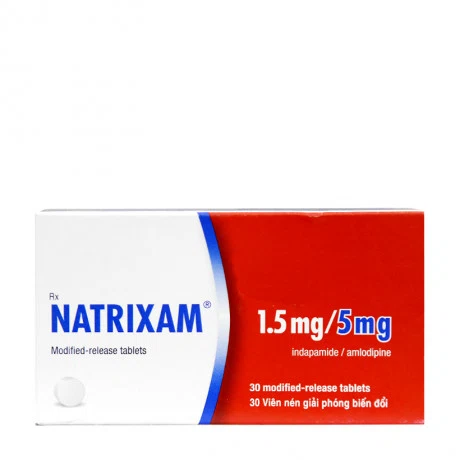 Rx
NATRIXAM®
Modified-release tablets
1.5 mg/5 mg
indapamide / amlodipine
30 modified-release tablets
30 Viên nén giải phóng biến đổi